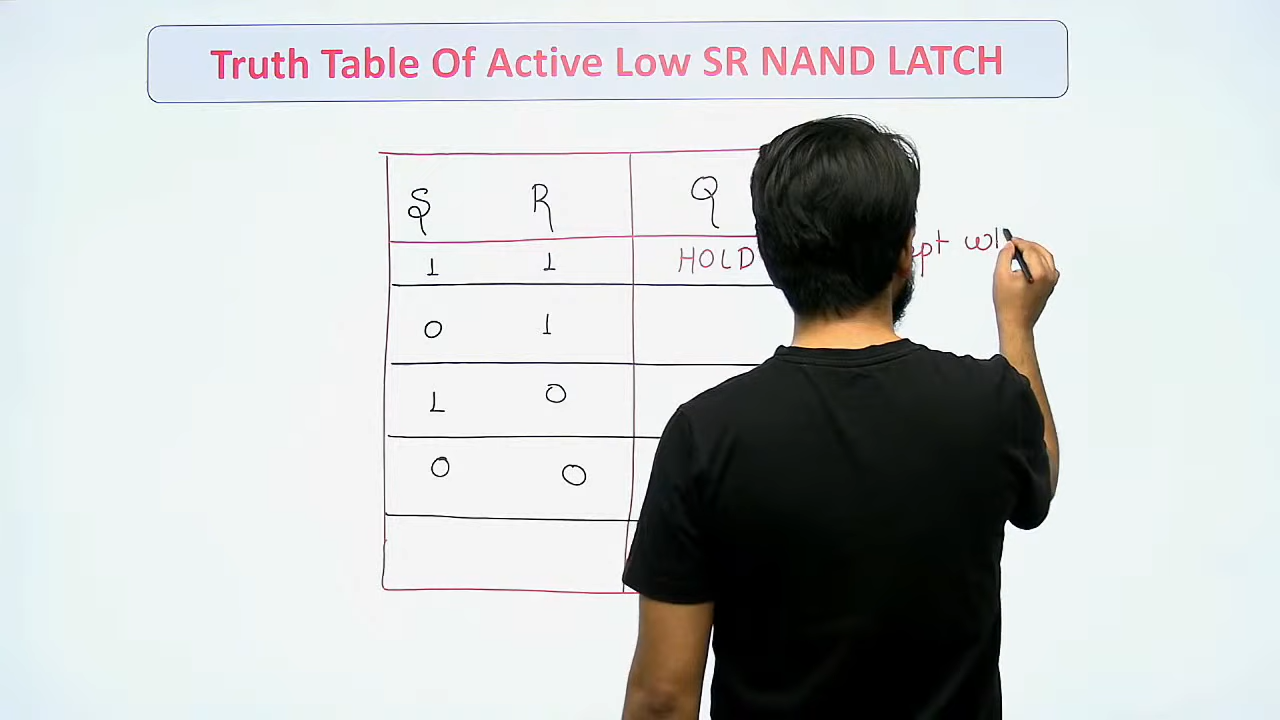 Truth Table Of Active Low SR NAND LATCH
S R Q
1 1 HOLD
0 1
1 0
0 0